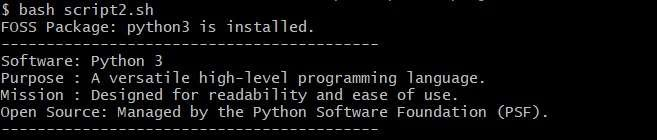 $ bash script2.sh
FOSS Package: python3 is installed.
-----------------------------------------
Software: Python 3
Purpose : A versatile high-level programming language.
Mission : Designed for readability and ease of use.
Open Source: Managed by the Python Software Foundation (PSF).
-----------------------------------------